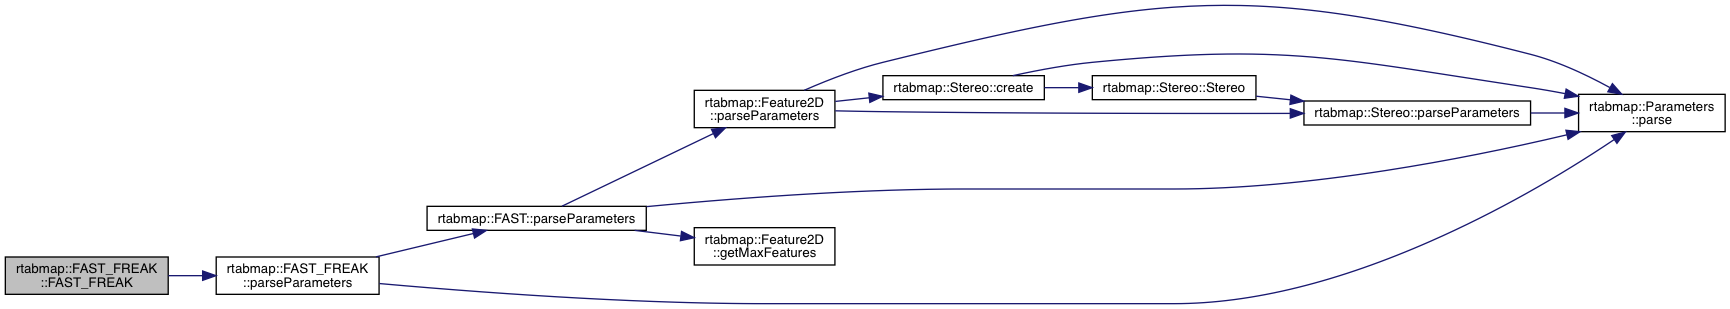 rtabmap::FAST_FREAK
::FAST_FREAK
rtabmap::FAST_FREAK
::parseParameters
rtabmap::FAST::parseParameters
rtabmap::Feature2D
::parseParameters
rtabmap::Feature2D
::getMaxFeatures
rtabmap::Stereo::create
rtabmap::Stereo::Stereo
rtabmap::Stereo::parseParameters
rtabmap::Parameters
::parse